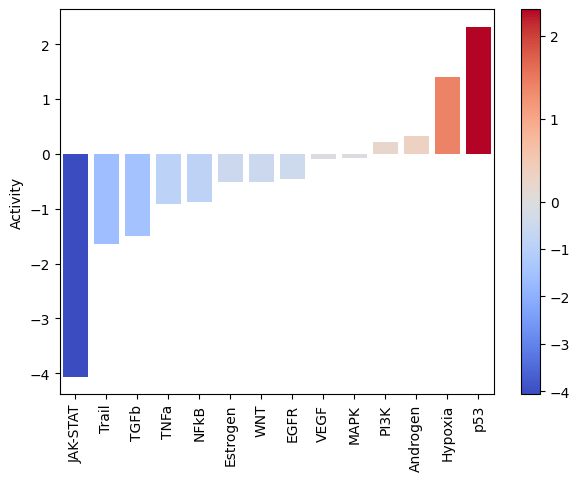 Activity
2
1
0
−1
−2
−3
−4
JAK-STAT
Trail
TGFb
TNFa
NFkB
Estrogen
WNT
EGFR
VEGF
MAPK
PI3K
Androgen
Hypoxia
p53
2
1
0
−1
−2
−3
−4